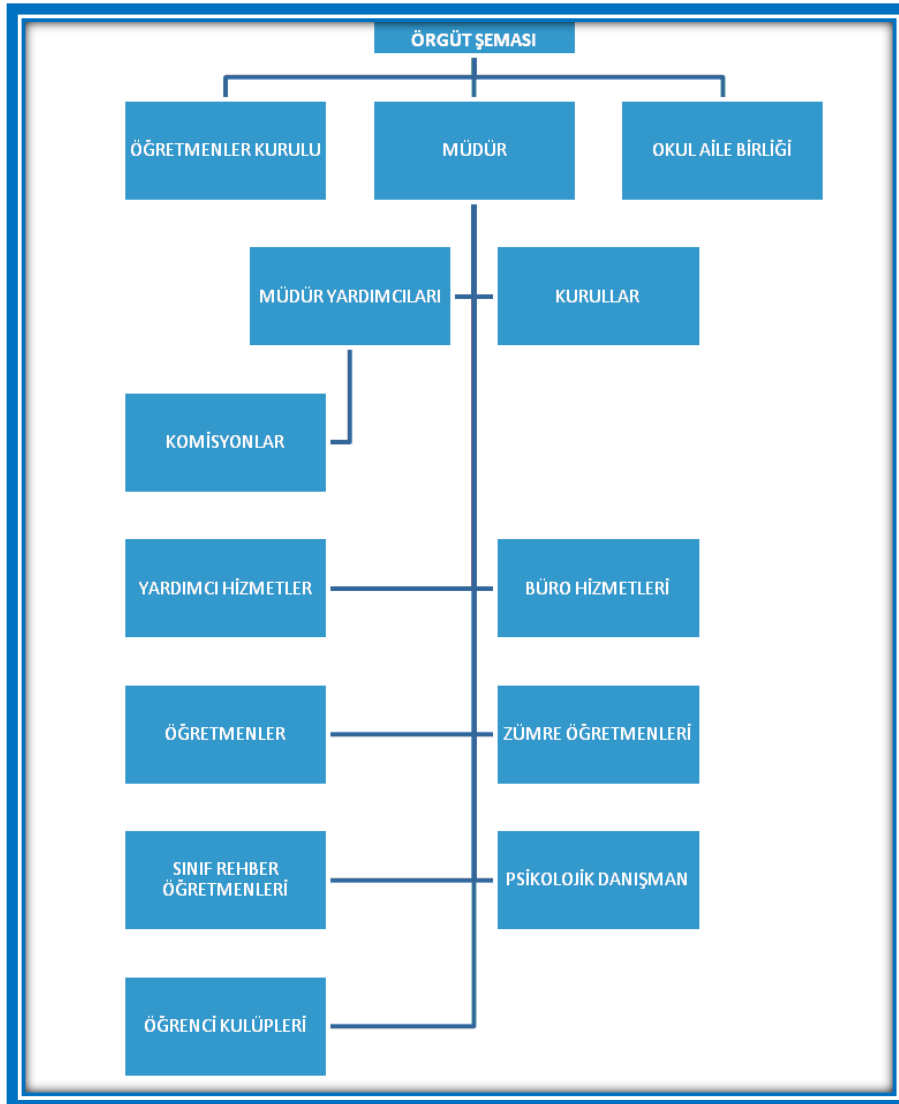 ÖRGÜT ŞEMASI
ÖĞRETMENLER KURULU
MÜDÜR
OKUL AİLE BİRLİĞİ
MÜDÜR YARDIMCILARI
KURULLAR
KOMİSYONLAR
YARDIMCI HİZMETLER
BÜRO HİZMETLERİ
ÖĞRETMENLER
ZÜMRE ÖĞRETMENLERİ
SINIF REHBER
ÖĞRETMENLERİ
PSİKOLOJİK DANIŞMAN
ÖĞRENCİ KULÜPLERİ